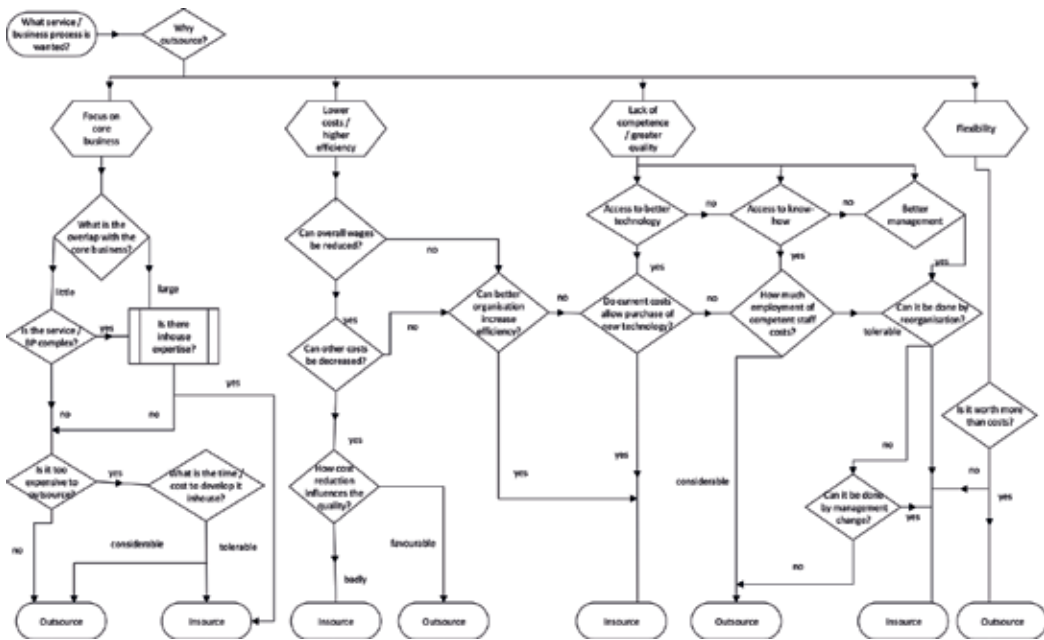 What service /
business process is
wanted?
Why
outsource?
Focus on
core
business
Lower
costs /
higher
efficiency
Lack of
competence
/ greater
quality
Flexibility
What is the
overlap with the
core business?
little
large
Is the service /
BP complex?
yes
Is there
inhouse
expertise?
yes
no
no
Is it too
expensive to
outsource?
yes
What is the time /
cost to develop it
inhouse?
no
considerable
tolerable
Outsource
Insource
Can overall wages
be reduced?
no
yes
Can other costs
be decreased?
no
yes
How cost
reduction
influences the
quality?
favourable
badly
Insource
Outsource
Can better
organisation
increase
efficiency?
no
yes
Access to better
technology
no
Access to know-
how
no
Better
management
yes
yes
yes
Do current costs
allow purchase of
new technology?
no
yes
How much
employment of
competent staff
costs?
tolerable
considerable
Can it be done by
reorganisation?
no
Can it be done
by management
change?
yes
no
Is it worth more
than costs?
no
yes
Insource
Outsource
Insource
Outsource